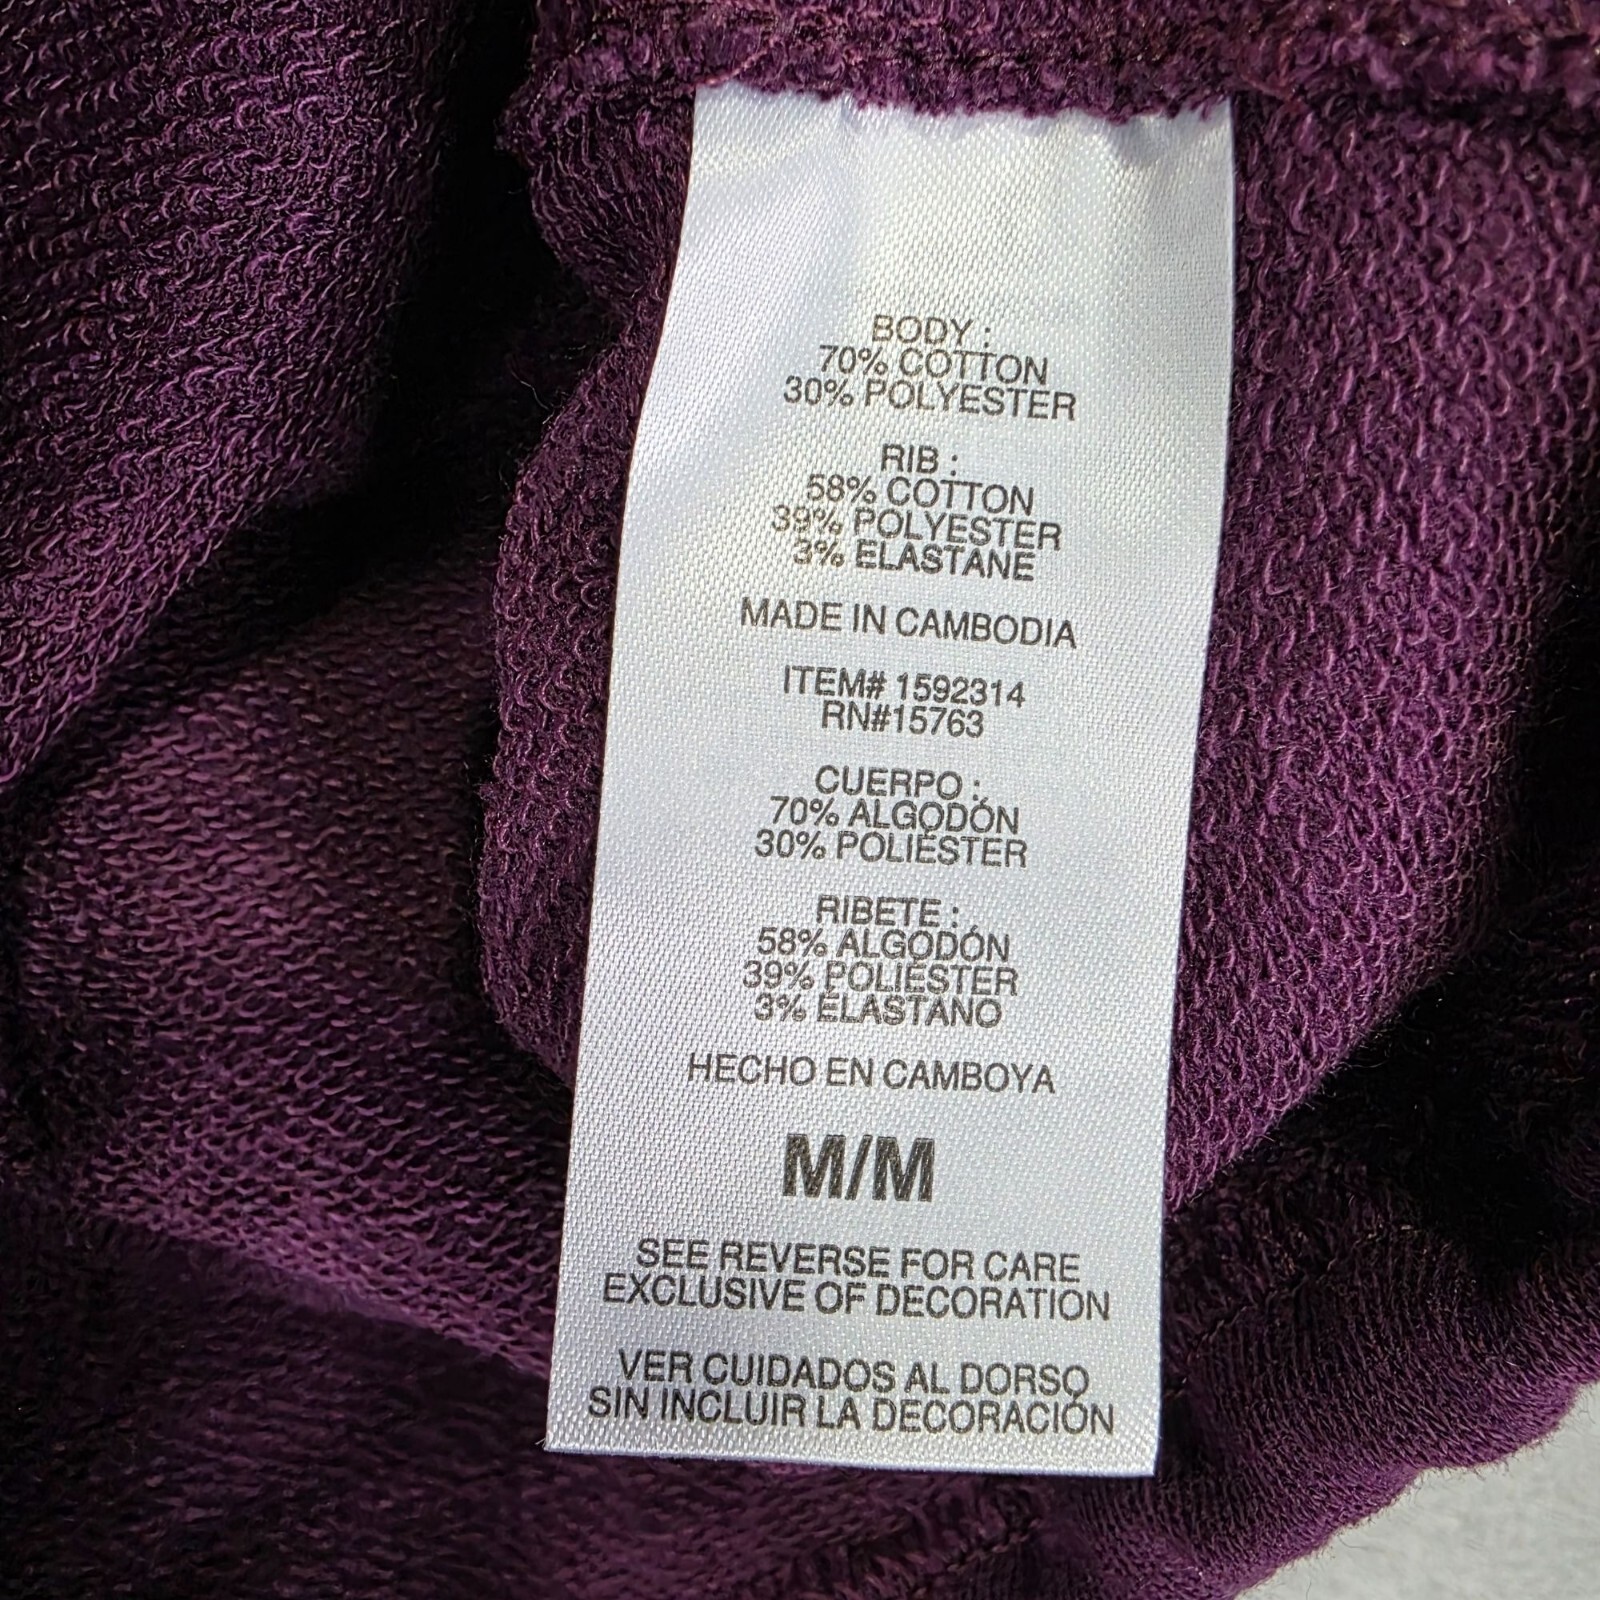 BODY :
70% COTTON
30% POLYESTER
RIB :
58% COTTON
39% POLYESTER
3% ELASTANE
MADE IN CAMBODIA
ITEM# 1592314
RN#15763
CUERPO :
70% ALGODÓN
30% POLIÉSTER
RIBETE :
58% ALGODÓN
39% POLIÉSTER
3% ELASTANO
HECHO EN CAMBOYA
M/M
SEE REVERSE FOR CARE
EXCLUSIVE OF DECORATION
VER CUIDADOS AL DORSO
SIN INCLUIR LA DECORACIÓN